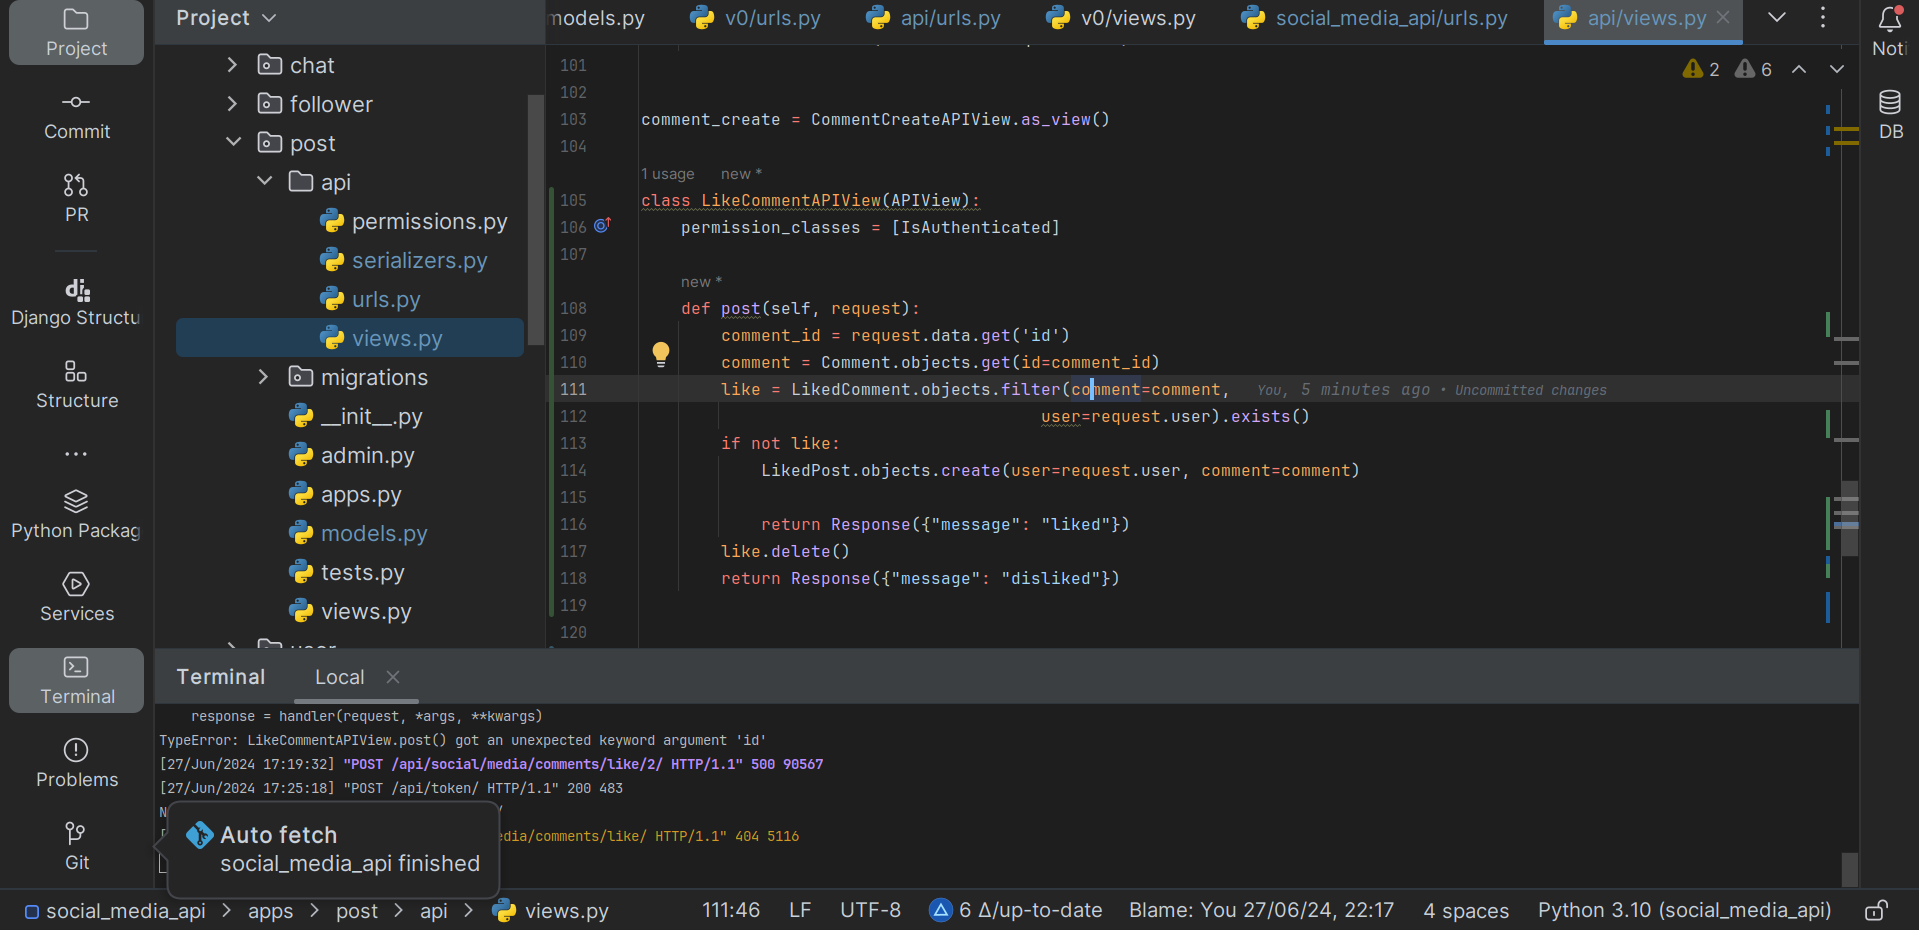 Project
Commit
PR
Django Structu
Structure
Python Packag
Services
Terminal
Problems
Git
Project
chat
follower
post
api
permissions.py
serializers.py
urls.py
views.py
migrations
__init__.py
admin.py
apps.py
models.py
tests.py
views.py
models.py v0/urls.py api/urls.py v0/views.py social_media_api/urls.py api/views.py
Noti
DB
2 6
101
102
103 comment_create = CommentCreateAPIView.as_view()
104
1 usage new *
105 class LikeCommentAPIView(APIView):
106 permission_classes = [IsAuthenticated]
107
new *
108 def post(self, request):
109 comment_id = request.data.get('id')
110 comment = Comment.objects.get(id=comment_id)
111 like = LikedComment.objects.filter(comment=comment, You, 5 minutes ago • Uncommitted changes
112 user=request.user).exists()
113 if not like:
114 LikedPost.objects.create(user=request.user, comment=comment)
115
116 return Response({"message": "liked"})
117 like.delete()
118 return Response({"message": "disliked"})
119
120
Terminal Local
response = handler(request, *args, **kwargs)
TypeError: LikeCommentAPIView.post() got an unexpected keyword argument 'id'
[27/Jun/2024 17:19:32] "POST /api/social/media/comments/like/2/ HTTP/1.1" 500 90567
[27/Jun/2024 17:25:18] "POST /api/token/ HTTP/1.1" 200 483
N
[ edia/comments/like/ HTTP/1.1" 404 5116
Auto fetch
social_media_api finished
social_media_api > apps > post > api > views.py 111:46 LF UTF-8 6 Δ/up-to-date Blame: You 27/06/24, 22:17 4 spaces Python 3.10 (social_media_api)